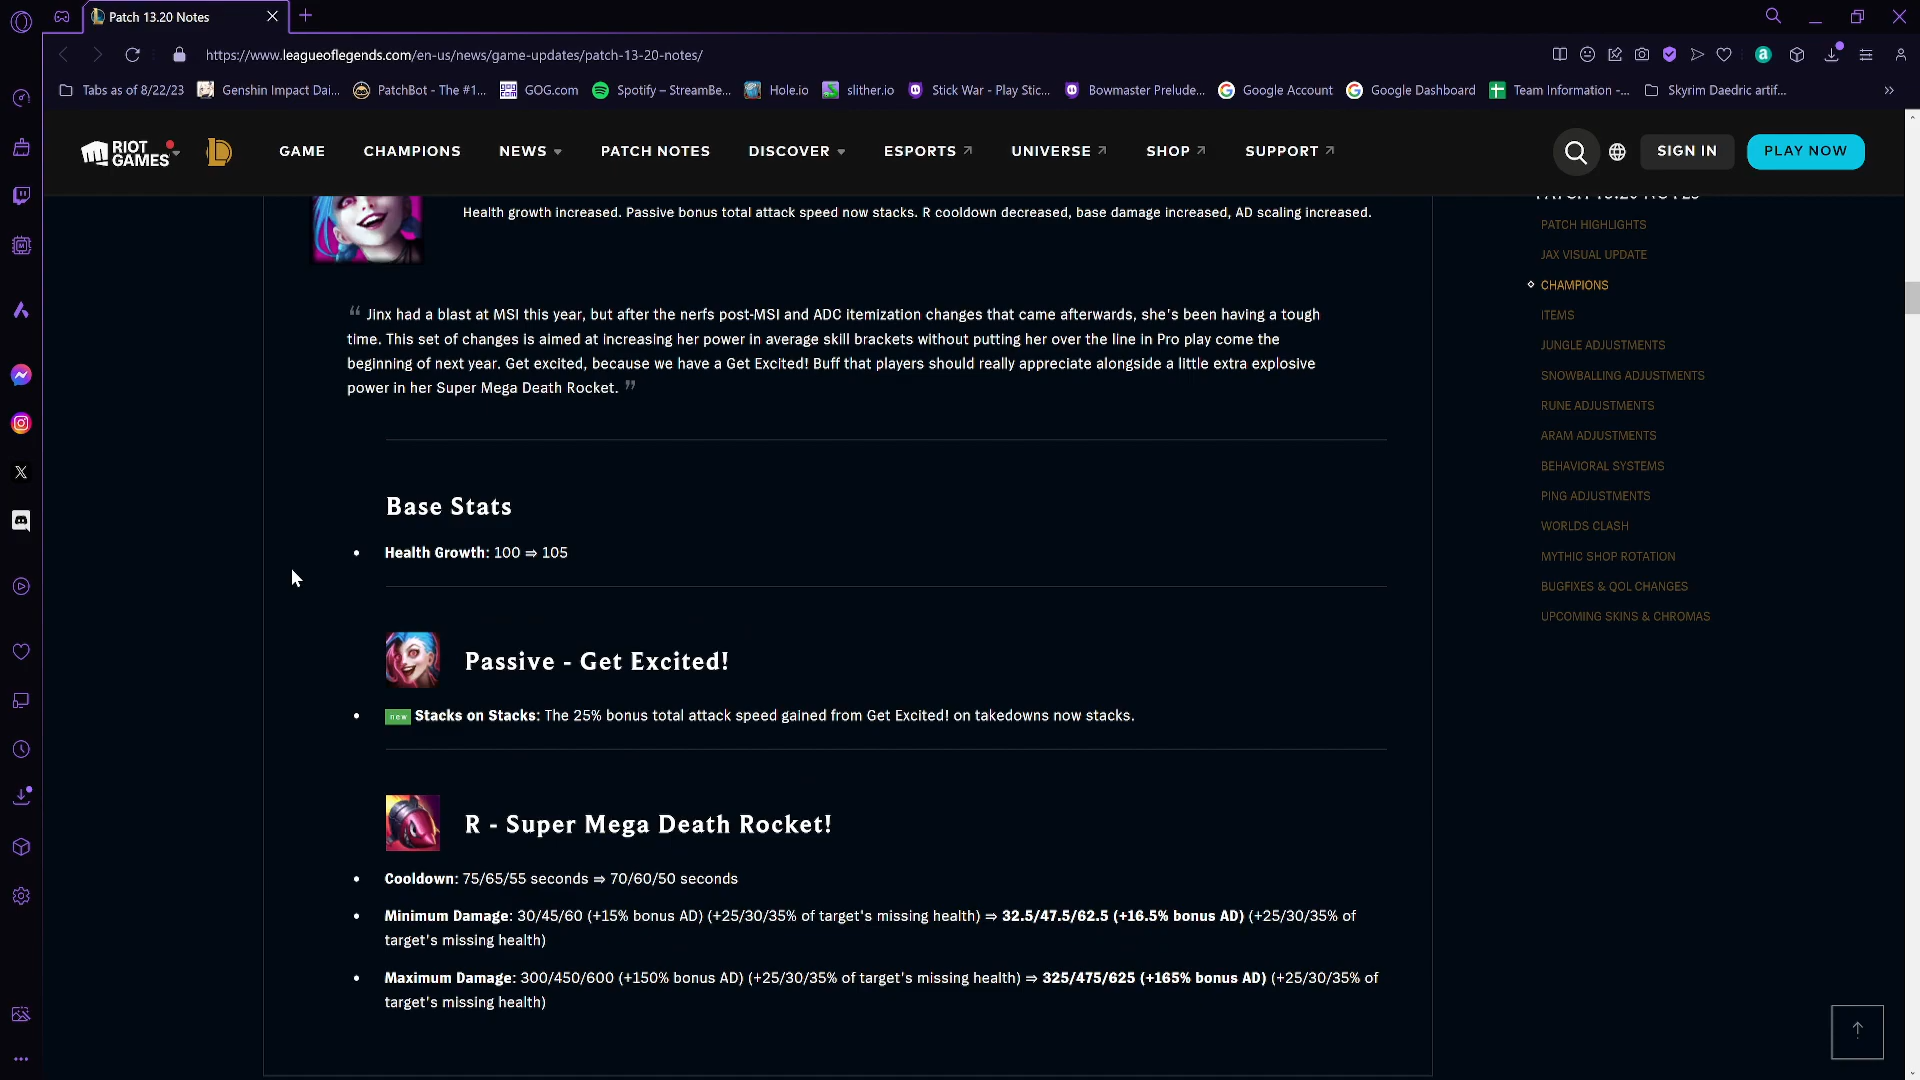 Patch 13.20 Notes
https://www.leagueoflegends.com/en-us/news/game-updates/patch-13-20-notes/
Tabs as of 8/22/23 Genshin Impact Dai... PatchBot - The #1... GOG.com Spotify – StreamBe... Hole.io slither.io Stick War - Play Stic... Bowmaster Prelude... Google Account Google Dashboard Team Information -... Skyrim Daedric artif...
RIOT GAMES GAME CHAMPIONS NEWS PATCH NOTES DISCOVER ESPORTS UNIVERSE SHOP SUPPORT SIGN IN PLAY NOW
Health growth increased. Passive bonus total attack speed now stacks. R cooldown decreased, base damage increased, AD scaling increased.
“ Jinx had a blast at MSI this year, but after the nerfs post-MSI and ADC itemization changes that came afterwards, she's been having a tough
time. This set of changes is aimed at increasing her power in average skill brackets without putting her over the line in Pro play come the
beginning of next year. Get excited, because we have a Get Excited! Buff that players should really appreciate alongside a little extra explosive
power in her Super Mega Death Rocket. ”
Base Stats
• Health Growth: 100 ⇒ 105
Passive - Get Excited!
• new Stacks on Stacks: The 25% bonus total attack speed gained from Get Excited! on takedowns now stacks.
R - Super Mega Death Rocket!
• Cooldown: 75/65/55 seconds ⇒ 70/60/50 seconds
• Minimum Damage: 30/45/60 (+15% bonus AD) (+25/30/35% of target's missing health) ⇒ 32.5/47.5/62.5 (+16.5% bonus AD) (+25/30/35% of
target's missing health)
• Maximum Damage: 300/450/600 (+150% bonus AD) (+25/30/35% of target's missing health) ⇒ 325/475/625 (+165% bonus AD) (+25/30/35% of
target's missing health)
PATCH 13.20 NOTES
PATCH HIGHLIGHTS
JAX VISUAL UPDATE
CHAMPIONS
ITEMS
JUNGLE ADJUSTMENTS
SNOWBALLING ADJUSTMENTS
RUNE ADJUSTMENTS
ARAM ADJUSTMENTS
BEHAVIORAL SYSTEMS
PING ADJUSTMENTS
WORLDS CLASH
MYTHIC SHOP ROTATION
BUGFIXES & QOL CHANGES
UPCOMING SKINS & CHROMAS